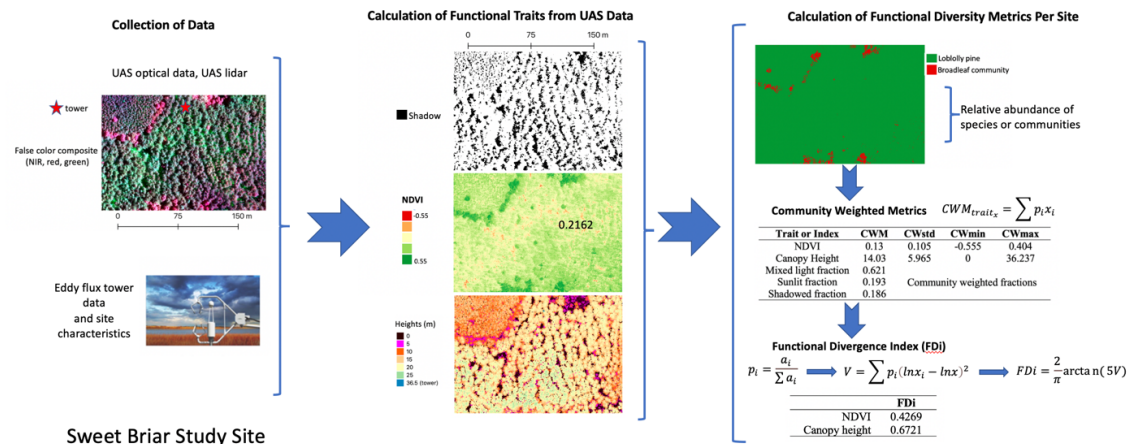 Collection of Data
UAS optical data, UAS lidar
tower
False color composite
(NIR, red, green)
0 75 150 m
Eddy flux tower
data
and site
characteristics
Sweet Briar Study Site
Calculation of Functional Traits from UAS Data
0 75 150 m
Shadow
NDVI
-0.55
0.55
0.2162
Heights (m)
0
5
10
15
20
25
36.5 (tower)
Calculation of Functional Diversity Metrics Per Site
Loblolly pine
Broadleaf community
Relative abundance of
species or communities
Community Weighted Metrics CWM_{trait_x} = ∑ p_i x_i
Trait or Index CWM CWstd CWmin CWmax
NDVI 0.13 0.105 -0.555 0.404
Canopy Height 14.03 5.965 0 36.237
Mixed light fraction 0.621
Sunlit fraction 0.193 Community weighted fractions
Shadowed fraction 0.186
Functional Divergence Index (FDi)
p_i = a_i / ∑ a_i V = ∑ p_i (lnx_i − lnx)² FDi = 2/π arctan(5V)
FDi
NDVI 0.4269
Canopy height 0.6721